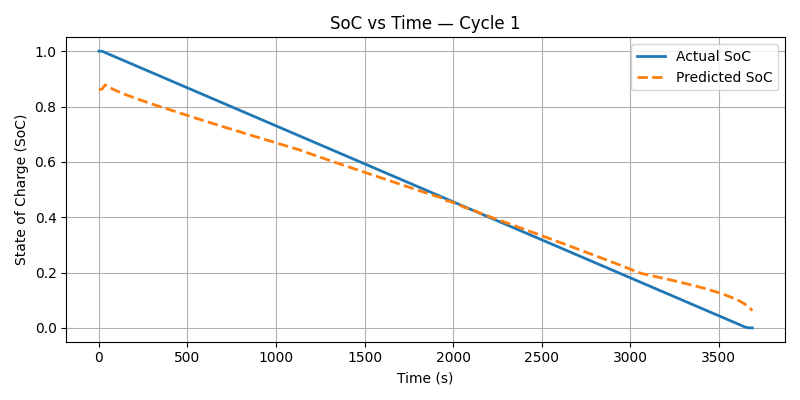 SoC vs Time — Cycle 1
Actual SoC
Predicted SoC
State of Charge (SoC)
1.0
0.8
0.6
0.4
0.2
0.0
0 500 1000 1500 2000 2500 3000 3500
Time (s)